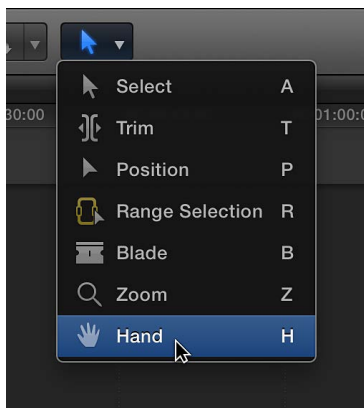 Select A
30:00 Trim T 01:00:0
Position P
Range Selection R
Blade B
Zoom Z
Hand H